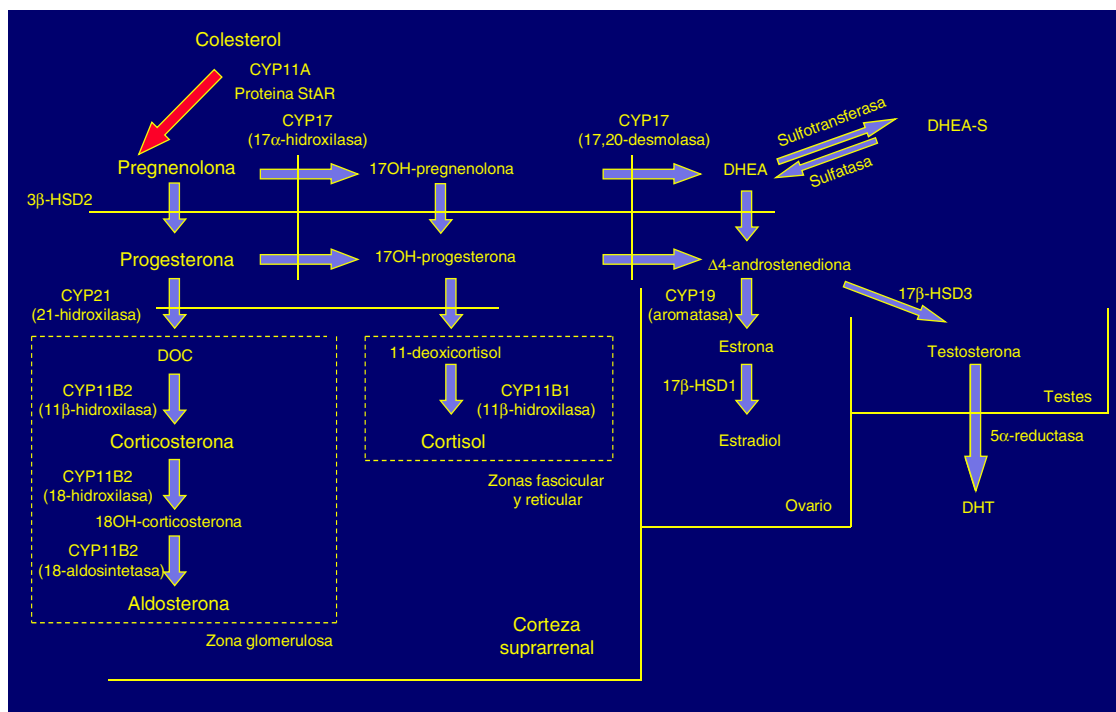 Colesterol
CYP11A
Proteina StAR
CYP17
(17α-hidroxilasa)
CYP17
(17,20-desmolasa)
Sulfotransferasa
DHEA-S
Sulfatasa
Pregnenolona
17OH-pregnenolona
DHEA
3β-HSD2
Progesterona
17OH-progesterona
Δ4-androstenediona
CYP21
(21-hidroxilasa)
CYP19
(aromatasa)
17β-HSD3
DOC
11-deoxicortisol
Estrona
Testosterona
CYP11B2
(11β-hidroxilasa)
CYP11B1
(11β-hidroxilasa)
17β-HSD1
Testes
Corticosterona
Cortisol
Estradiol
5α-reductasa
CYP11B2
(18-hidroxilasa)
Zonas fascicular
y reticular
Ovario
DHT
18OH-corticosterona
CYP11B2
(18-aldosintetasa)
Aldosterona
Zona glomerulosa
Corteza
suprarrenal